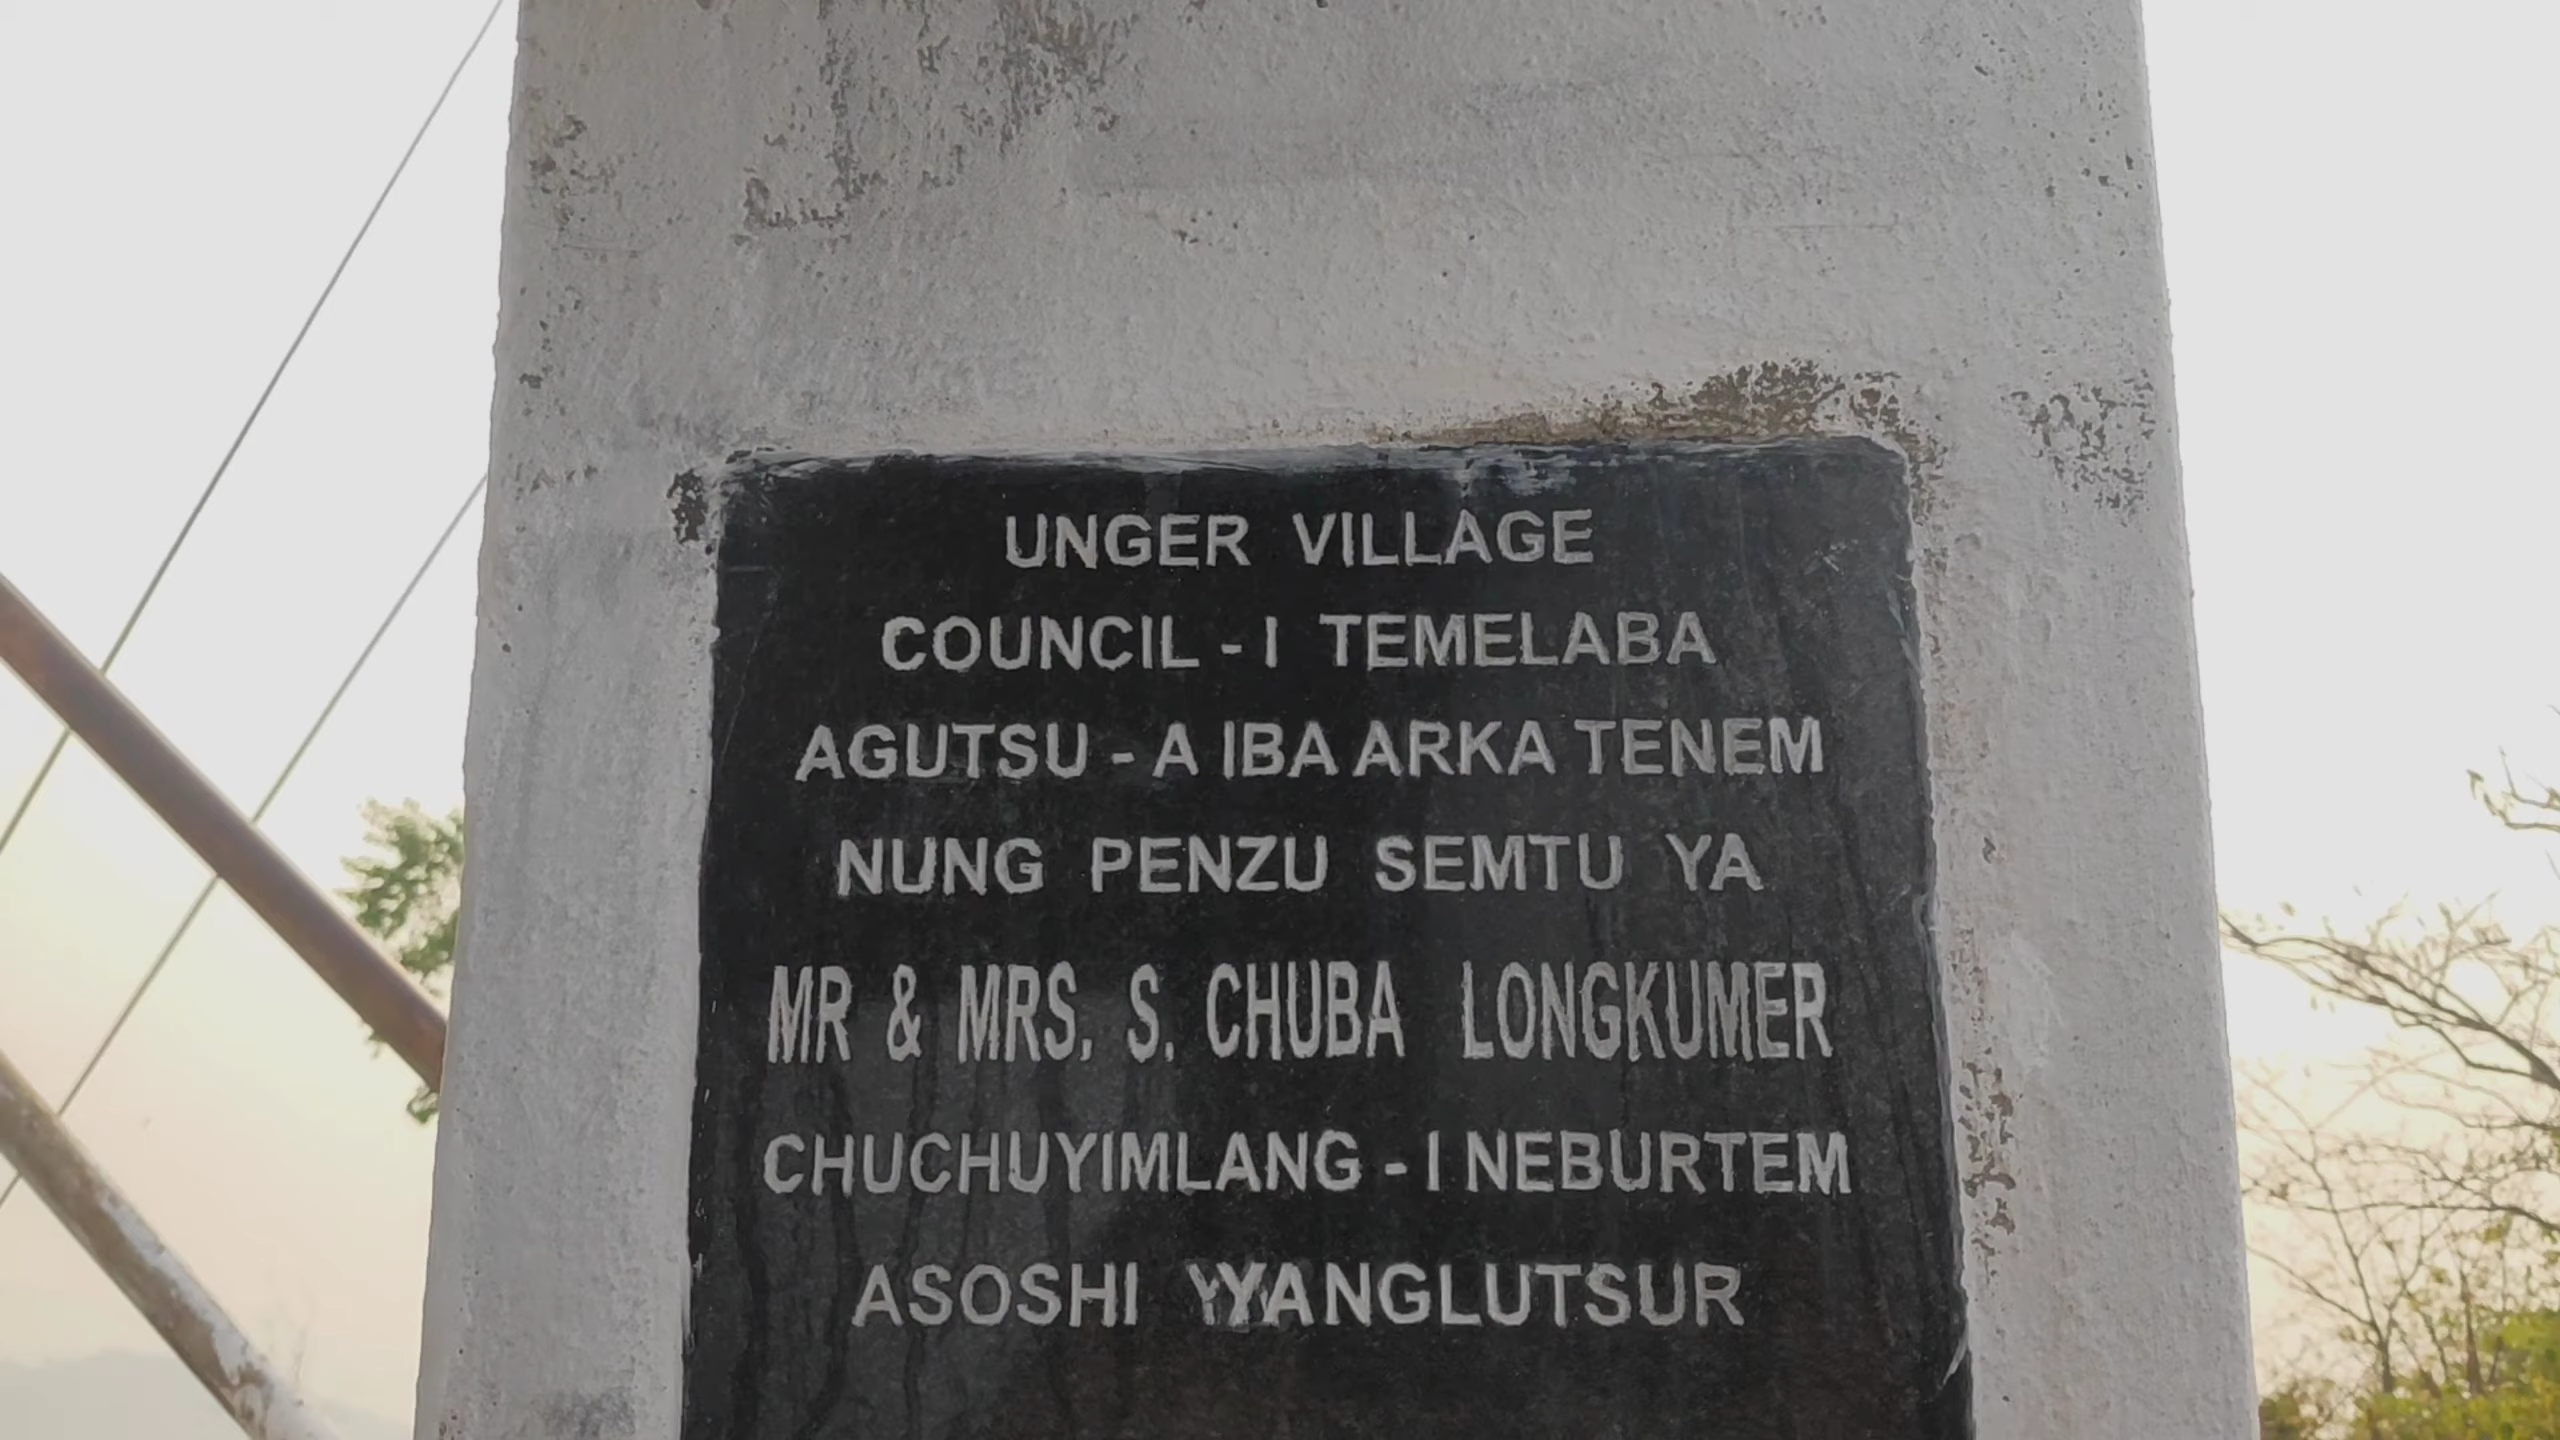 UNGER VILLAGE
COUNCIL - I TEMELABA
AGUTSU - A IBA ARKA TENEM
NUNG PENZU SEMTU YA
MR & MRS. S. CHUBA LONGKUMER
CHUCHUYIMLANG - I NEBURTEM
ASOSHI YANGLUTSUR